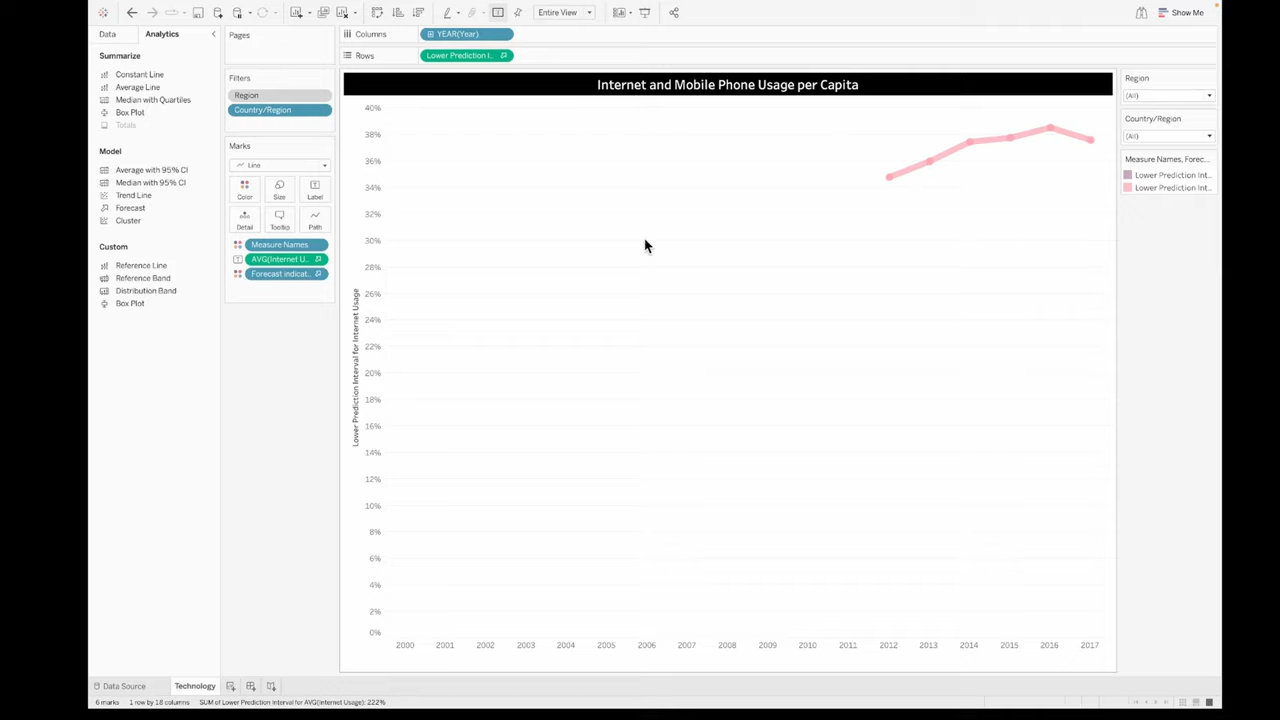 Entire View
Show Me
Data
Analytics
Summarize
Constant Line
Average Line
Median with Quartiles
Box Plot
Totals
Model
Average with 95% CI
Median with 95% CI
Trend Line
Forecast
Cluster
Custom
Reference Line
Reference Band
Distribution Band
Box Plot
Pages
Filters
Region
Country/Region
Marks
Line
Color
Size
Label
Detail
Tooltip
Path
Measure Names
AVG(Internet U..
Forecast indicat..
Columns
YEAR(Year)
Rows
Lower Prediction I..
Internet and Mobile Phone Usage per Capita
Lower Prediction Interval for Internet Usage
40%
38%
36%
34%
32%
30%
28%
26%
24%
22%
20%
18%
16%
14%
12%
10%
8%
6%
4%
2%
0%
2000 2001 2002 2003 2004 2005 2006 2007 2008 2009 2010 2011 2012 2013 2014 2015 2016 2017
Region
(All)
Country/Region
(All)
Measure Names, Forec...
Lower Prediction Int..
Lower Prediction Int..
Data Source
Technology
6 marks 1 row by 18 columns SUM of Lower Prediction Interval for AVG(Internet Usage): 222%